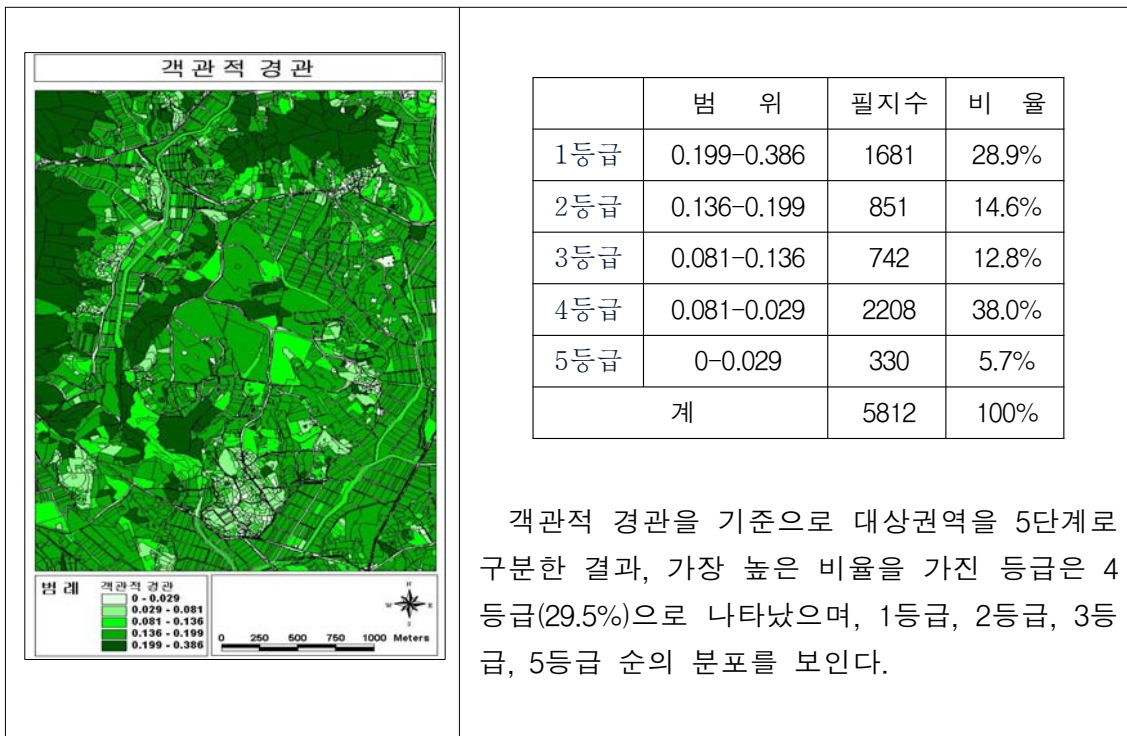 객관적 경관
범례
객관적 경관
0 - 0.029
0.029 - 0.081
0.081 - 0.136
0.136 - 0.199
0.199 - 0.386
N
W E
S
0 250 500 750 1000 Meters
범 위 필지수 비 율
1등급 0.199-0.386 1681 28.9%
2등급 0.136-0.199 851 14.6%
3등급 0.081-0.136 742 12.8%
4등급 0.081-0.029 2208 38.0%
5등급 0-0.029 330 5.7%
계 5812 100%
객관적 경관을 기준으로 대상권역을 5단계로
구분한 결과, 가장 높은 비율을 가진 등급은 4
등급(29.5%)으로 나타났으며, 1등급, 2등급, 3등
급, 5등급 순의 분포를 보인다.